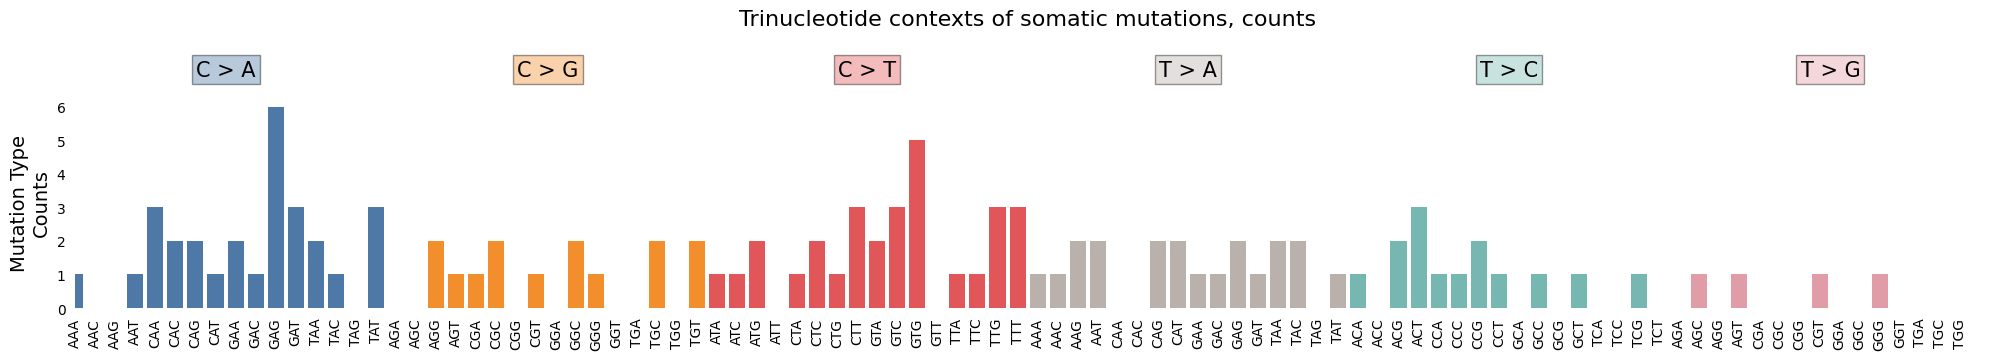 Trinucleotide contexts of somatic mutations, counts
C > A
C > G
C > T
T > A
T > C
T > G
Mutation Type
Counts
6
5
4
3
2
1
0
AAA
AAC
AAG
AAT
CAA
CAC
CAG
CAT
GAA
GAC
GAG
GAT
TAA
TAC
TAG
TAT
AGA
AGC
AGG
AGT
CGA
CGC
CGG
CGT
GGA
GGC
GGG
GGT
TGA
TGC
TGG
TGT
ATA
ATC
ATG
ATT
CTA
CTC
CTG
CTT
GTA
GTC
GTG
GTT
TTA
TTC
TTG
TTT
AAA
AAC
AAG
AAT
CAA
CAC
CAG
CAT
GAA
GAC
GAG
GAT
TAA
TAC
TAG
TAT
ACA
ACC
ACG
ACT
CCA
CCC
CCG
CCT
GCA
GCC
GCG
GCT
TCA
TCC
TCG
TCT
AGA
AGC
AGG
AGT
CGA
CGC
CGG
CGT
GGA
GGC
GGG
GGT
TGA
TGC
TGG